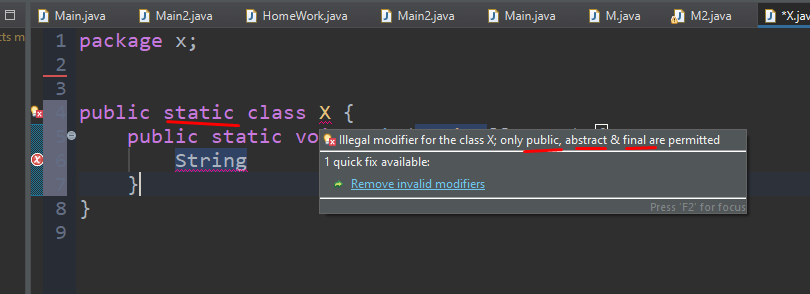 Main.java Main2.java HomeWork.java Main2.java Main.java M.java M2.java *X.jav
cts m
1 package x;
2
3
public static class X {
public static vo
Illegal modifier for the class X; only public, abstract & final are permitted
1 quick fix available:
String
Remove invalid modifiers
}
Press 'F2' for focus
8 }
9